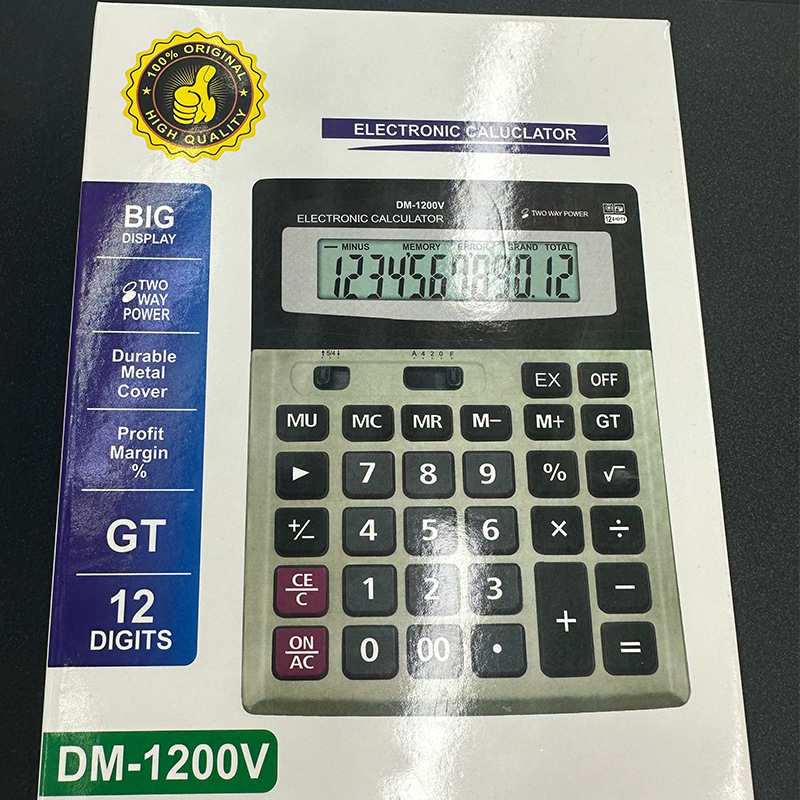 100% ORIGINAL
HIGH QUALITY
ELECTRONIC CALUCLATOR
BIG
DISPLAY
TWO
WAY
POWER
Durable
Metal
Cover
Profit
Margin
%
GT
12
DIGITS
DM-1200V
ELECTRONIC CALCULATOR
TWO WAY POWER
12 DIGITS
— MINUS MEMORY ERROR GRAND TOTAL
1234567890.12
5/4
A 4 2 0 F
EX OFF
MU MC MR M− M+ GT
► 7 8 9 % √
+/− 4 5 6 × ÷
CE/C 1 2 3 + −
ON/AC 0 00 • =
DM-1200V